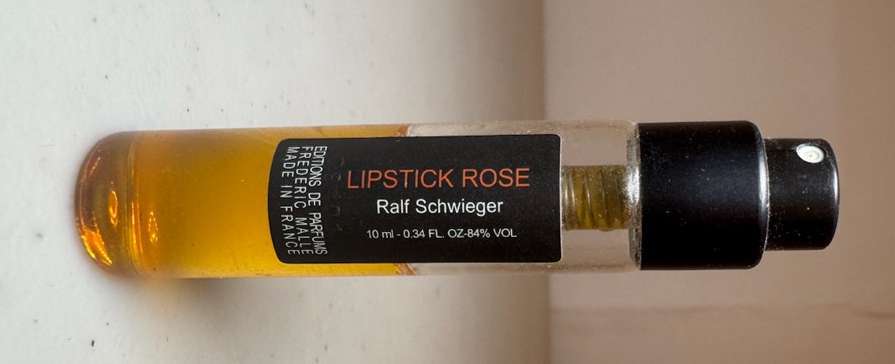 LIPSTICK ROSE
Ralf Schwieger
10 ml - 0.34 FL. OZ-84% VOL
EDITIONS DE PARFUMS
FREDERIC MALLE
MADE IN FRANCE